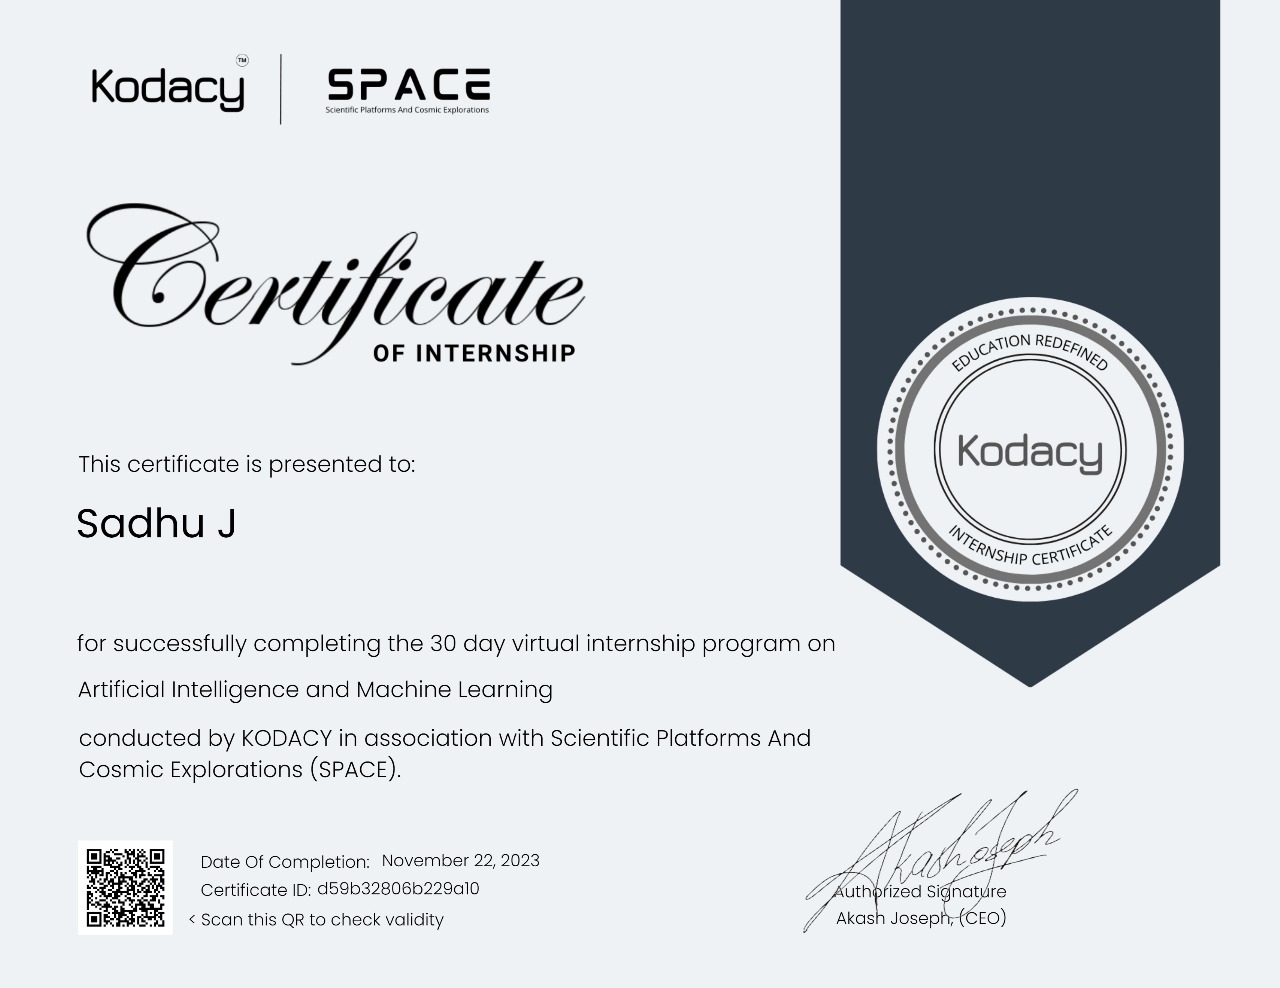 Kodacy TM
SPACE
Scientific Platforms And Cosmic Explorations
Certificate
OF INTERNSHIP
EDUCATION REDEFINED
Kodacy
INTERNSHIP CERTIFICATE
This certificate is presented to:
Sadhu J
for successfully completing the 30 day virtual internship program on
Artificial Intelligence and Machine Learning
conducted by KODACY in association with Scientific Platforms And
Cosmic Explorations (SPACE).
Date Of Completion: November 22, 2023
Certificate ID: d59b32806b229a10
< Scan this QR to check validity
Akash Joseph
Authorized Signature
Akash Joseph, (CEO)